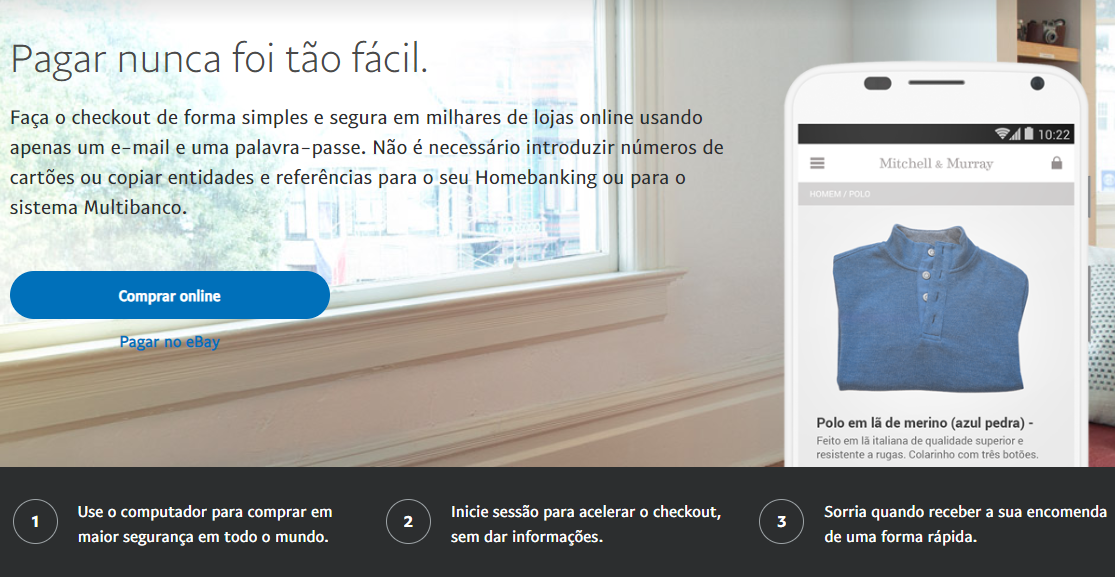 Pagar nunca foi tão fácil.
Faça o checkout de forma simples e segura em milhares de lojas online usando
apenas um e-mail e uma palavra-passe. Não é necessário introduzir números de
cartões ou copiar entidades e referências para o seu Homebanking ou para o
sistema Multibanco.
Comprar online
Pagar no eBay
10:22
Mitchell & Murray
HOMEM / POLO
Polo em lã de merino (azul pedra) -
Feito em lã italiana de qualidade superior e
resistente a rugas. Colarinho com três botões.
1
Use o computador para comprar em
maior segurança em todo o mundo.
2
Inicie sessão para acelerar o checkout,
sem dar informações.
3
Sorria quando receber a sua encomenda
de uma forma rápida.